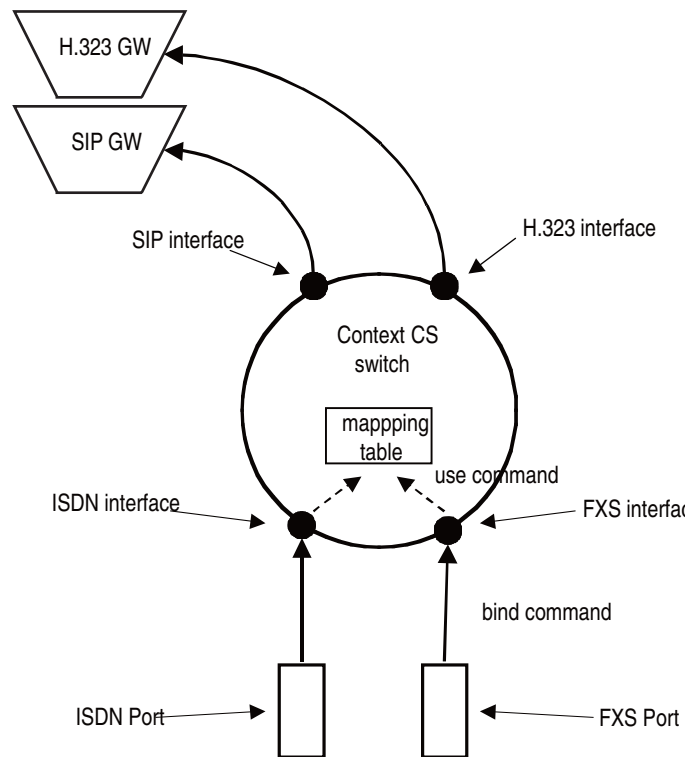 H.323 GW
SIP GW
SIP interface
H.323 interface
Context CS
switch
mappping
table
use command
ISDN interface
FXS interfac
bind command
ISDN Port
FXS Port